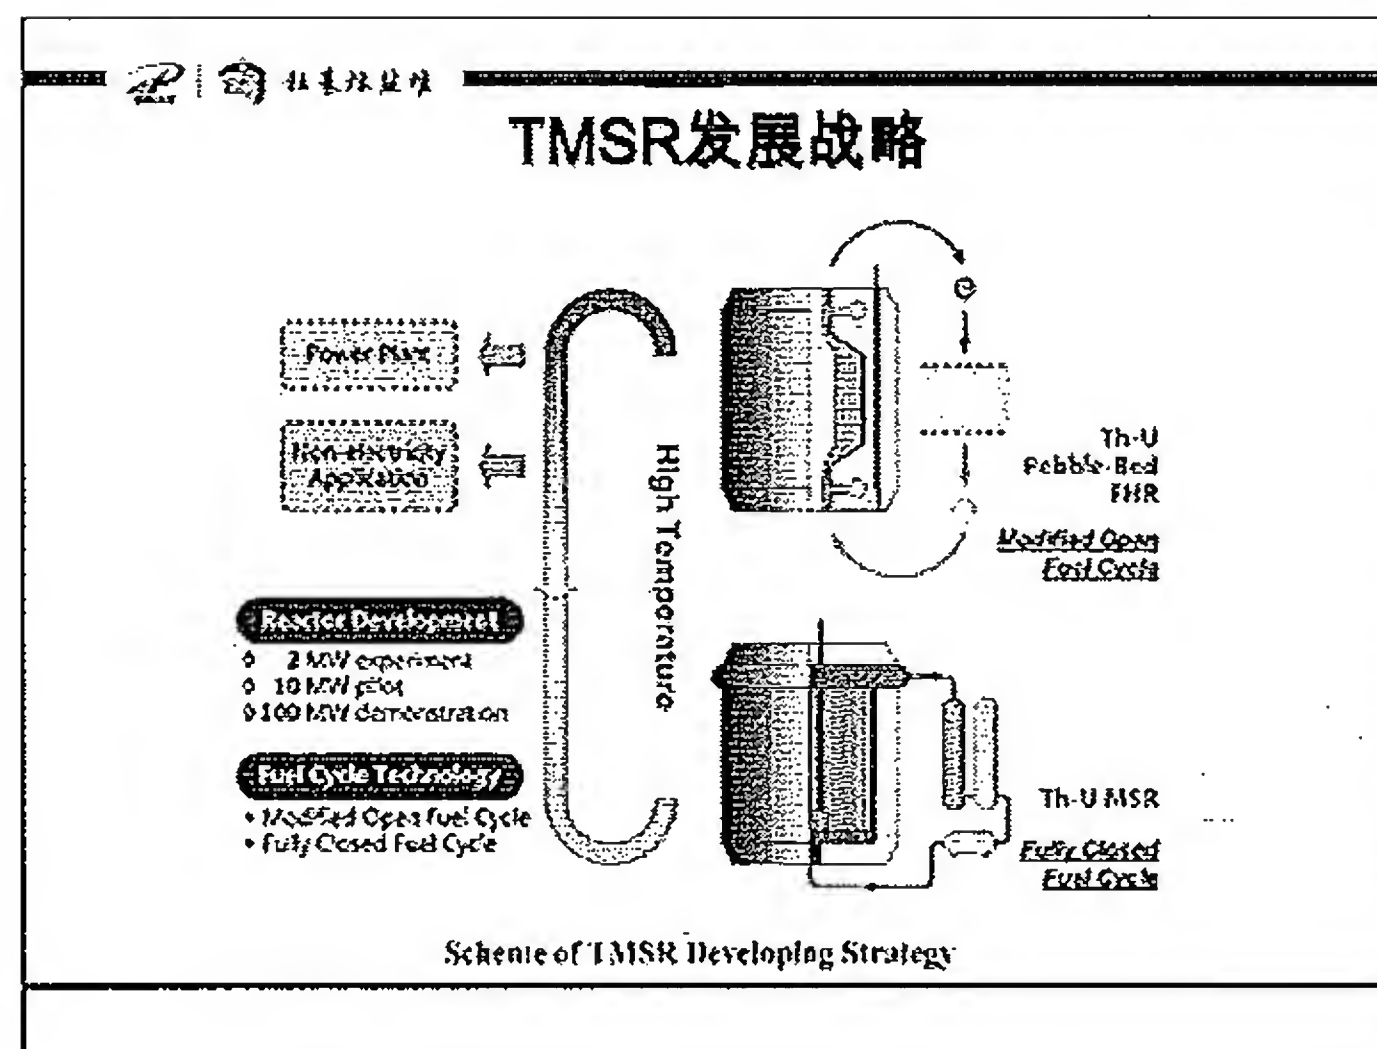 TMSR发展战略
Power Plant
Non-electricity
Application
High Temperature
Th-U
Pebble-Bed
FHR
Modified Open
Fuel Cycle
Reactor Development
◊ 2 MW experiment
◊ 10 MW pilot
◊ 100 MW demonstration
Fuel Cycle Technology
• Modified Open Fuel Cycle
• Fully Closed Fuel Cycle
Th-U MSR
Fully Closed
Fuel Cycle
Scheme of TMSR Developing Strategy